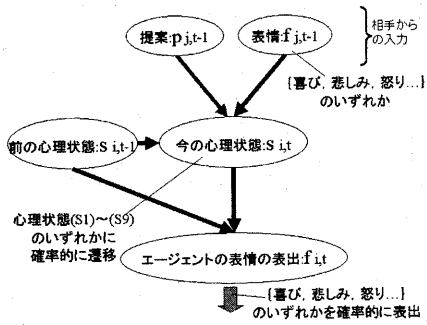 提案:p j,t-1
表情:f j,t-1
相手から
の入力
{喜び, 悲しみ, 怒り...}
のいずれか
前の心理状態:s i,t-1
今の心理状態:s i,t
心理状態(S1)～(S9)
のいずれかに
確率的に遷移
エージェントの表情の表出:f i,t
{喜び, 悲しみ, 怒り...}
のいずれかを確率的に表出